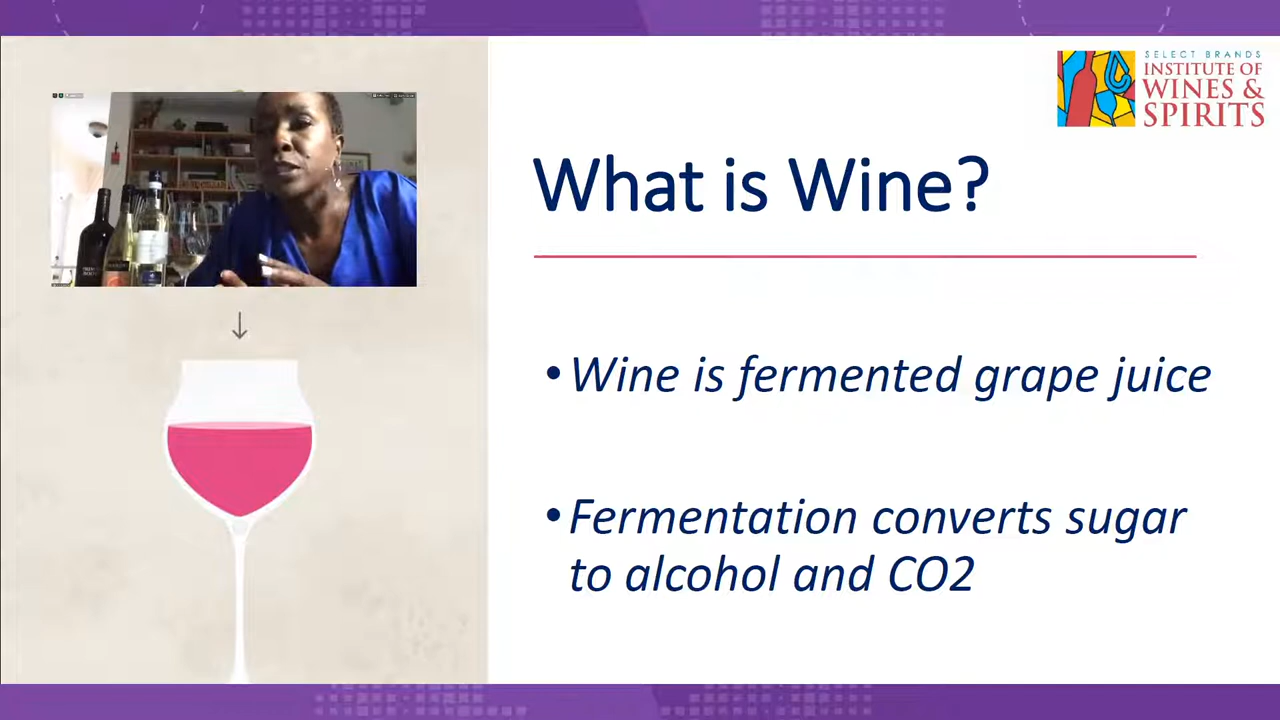 SELECT BRANDS
INSTITUTE OF
WINES &
SPIRITS
What is Wine?
• Wine is fermented grape juice
• Fermentation converts sugar
to alcohol and CO2